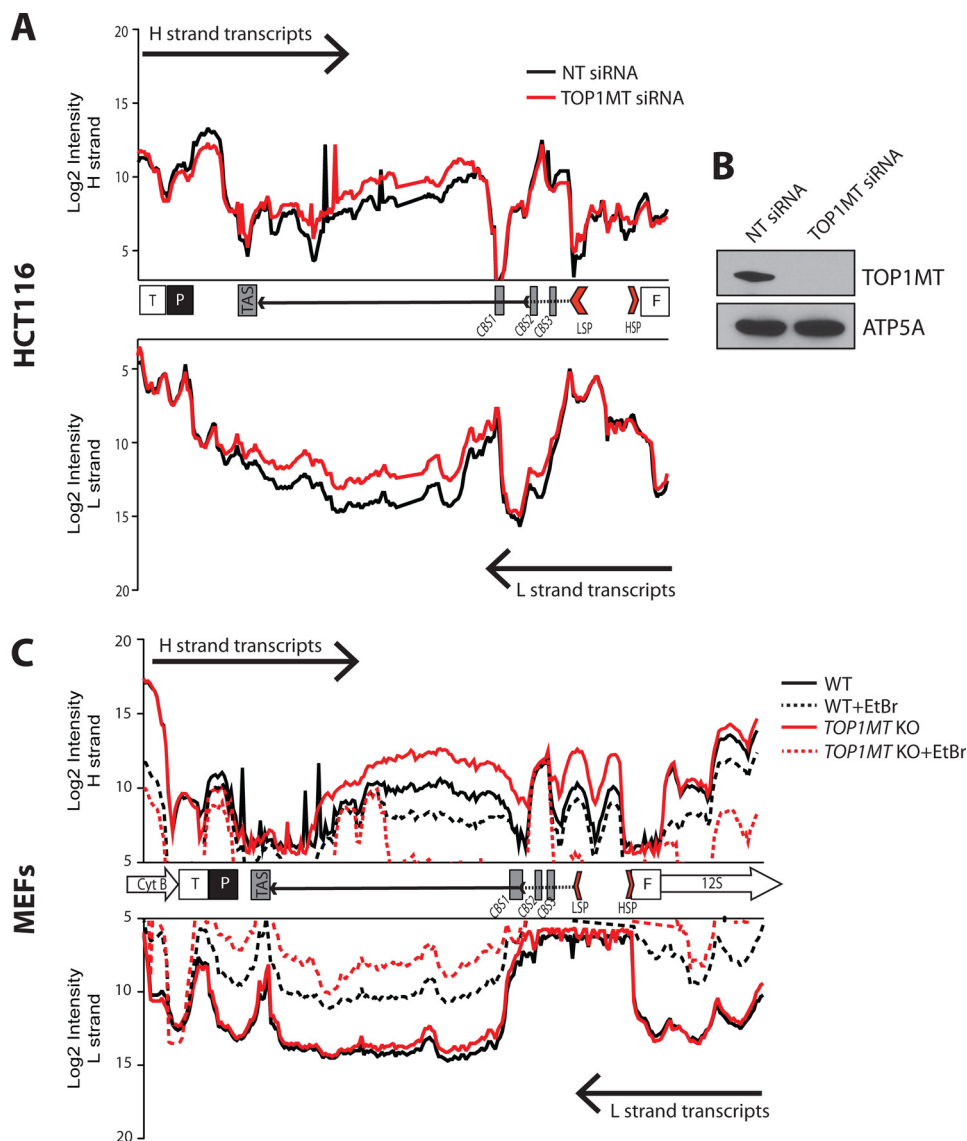 A
HCT116
20
15
10
5
Log2 Intensity
H strand
H strand transcripts
NT siRNA
TOP1MT siRNA
T
P
TAS
CBS1
CBS2
CBS3
LSP
HSP
F
5
10
15
20
Log2 Intensity
L strand
L strand transcripts
B
NT siRNA
TOP1MT siRNA
TOP1MT
ATP5A
C
MEFs
20
15
10
5
Log2 Intensity
H strand
H strand transcripts
WT
WT+EtBr
TOP1MT KO
TOP1MT KO+EtBr
Cyt B
T
P
TAS
CBS1
CBS2
CBS3
LSP
HSP
F
12S
5
10
15
20
Log2 Intensity
L strand
L strand transcripts